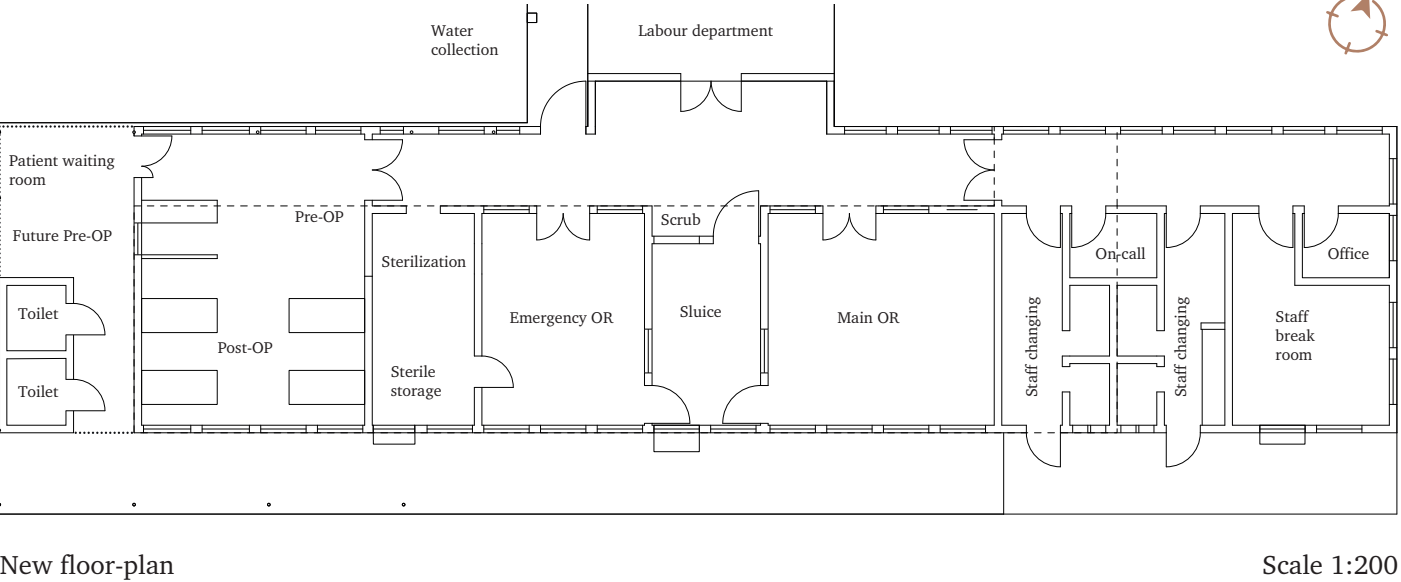 Water
collection
Labour department
Patient waiting
room
Future Pre-OP
Pre-OP
Scrub
Sterilization
Emergency OR
Sluice
Main OR
On-call
Office
Toilet
Toilet
Post-OP
Sterile
storage
Staff changing
Staff changing
Staff
break
room
New floor-plan
Scale 1:200